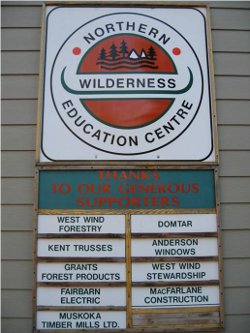 NORTHERN
WILDERNESS
EDUCATION CENTRE
THANKS
TO OUR GENEROUS
SUPPORTERS
WEST WIND
FORESTRY
KENT TRUSSES
GRANTS
FOREST PRODUCTS
FAIRBARN
ELECTRIC
MUSKOKA
TIMBER MILLS LTD.
DOMTAR
ANDERSON
WINDOWS
WEST WIND
STEWARDSHIP
MACFARLANE
CONSTRUCTION